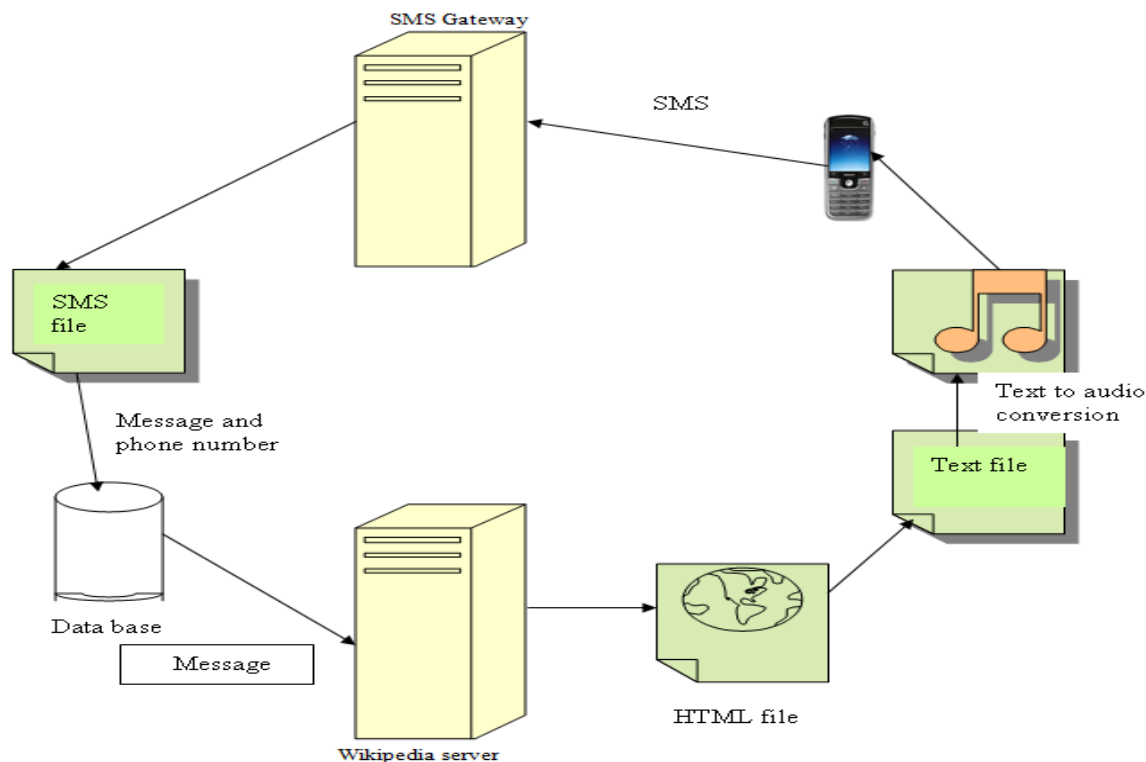 SMS Gateway
SMS
SMS
file
Message and
phone number
Text to audio
conversion
Text file
Data base
Message
HTML file
Wikipedia server